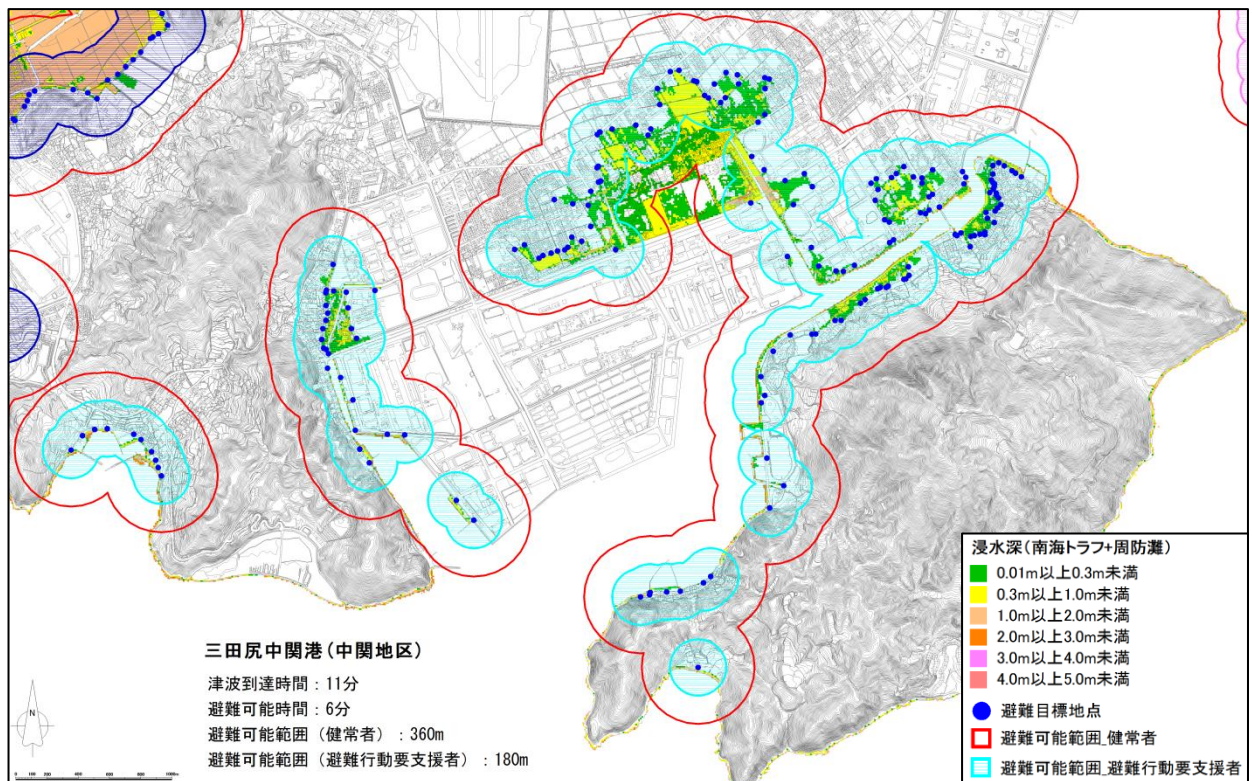 三田尻中関港(中関地区)
津波到達時間：11分
避難可能時間：6分
避難可能範囲（健常者）：360m
避難可能範囲（避難行動要支援者）：180m
N
浸水深(南海トラフ+周防灘)
0.01m以上0.3m未満
0.3m以上1.0m未満
1.0m以上2.0m未満
2.0m以上3.0m未満
3.0m以上4.0m未満
4.0m以上5.0m未満
避難目標地点
避難可能範囲_健常者
避難可能範囲_避難行動要支援者